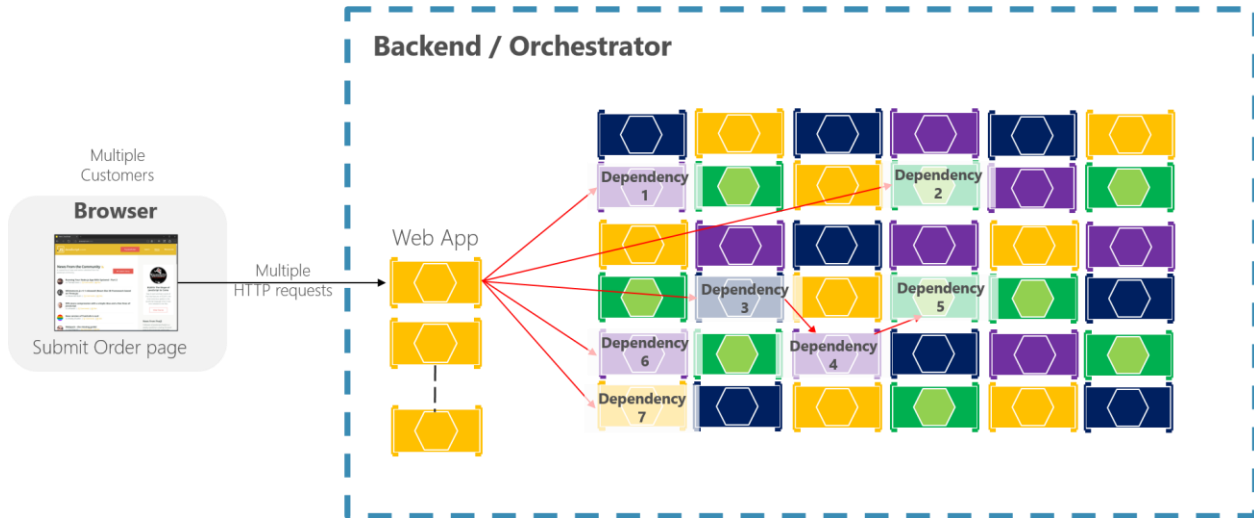 Backend / Orchestrator
Multiple
Customers
Browser
Submit Order page
Multiple
HTTP requests
Web App
Dependency
1
Dependency
2
Dependency
3
Dependency
5
Dependency
6
Dependency
4
Dependency
7